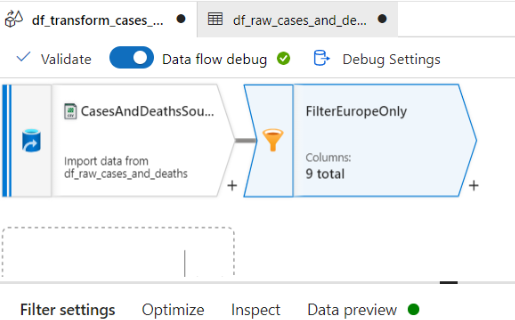 df_transform_cases_...
df_raw_cases_and_de...
Validate
Data flow debug
Debug Settings
CasesAndDeathsSou...
Import data from
df_raw_cases_and_deaths
+
FilterEuropeOnly
Columns:
9 total
+
Filter settings
Optimize
Inspect
Data preview